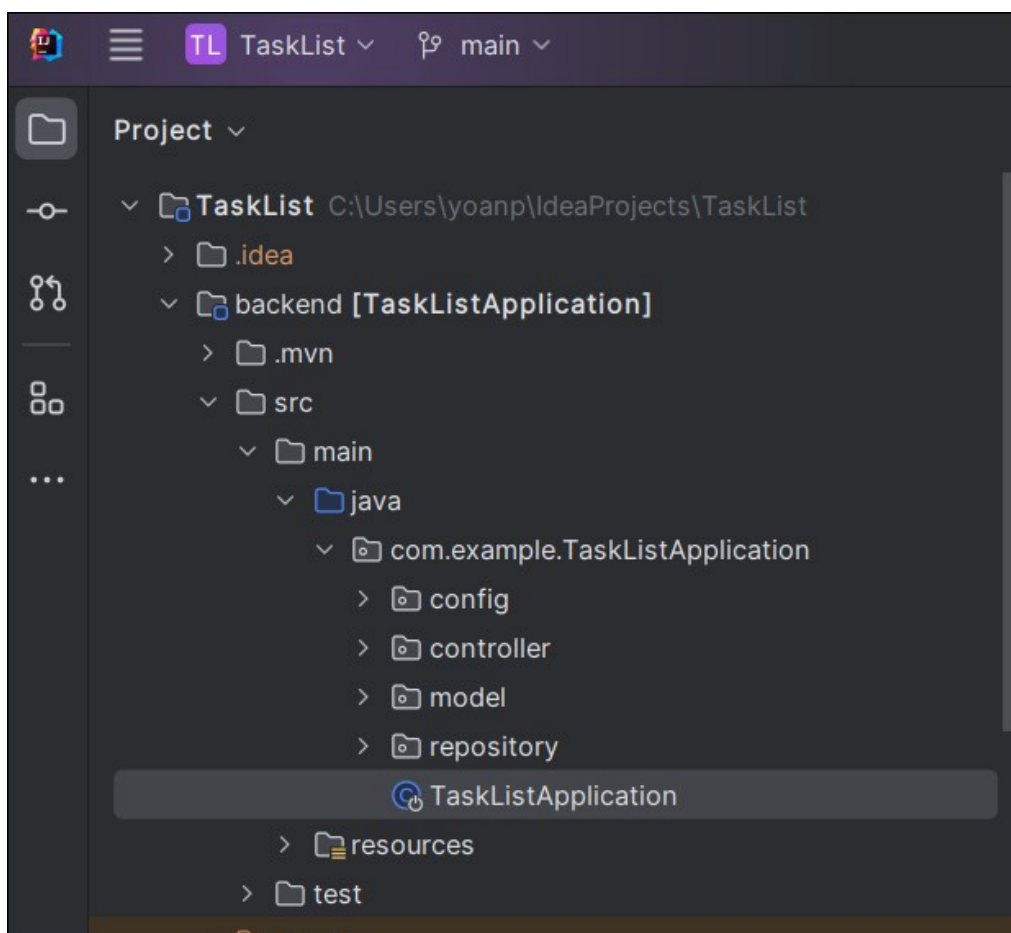 IJ TL TaskList main
Project
TaskList C:\Users\yoanp\IdeaProjects\TaskList
.idea
backend [TaskListApplication]
.mvn
src
main
java
com.example.TaskListApplication
config
controller
model
repository
TaskListApplication
resources
test